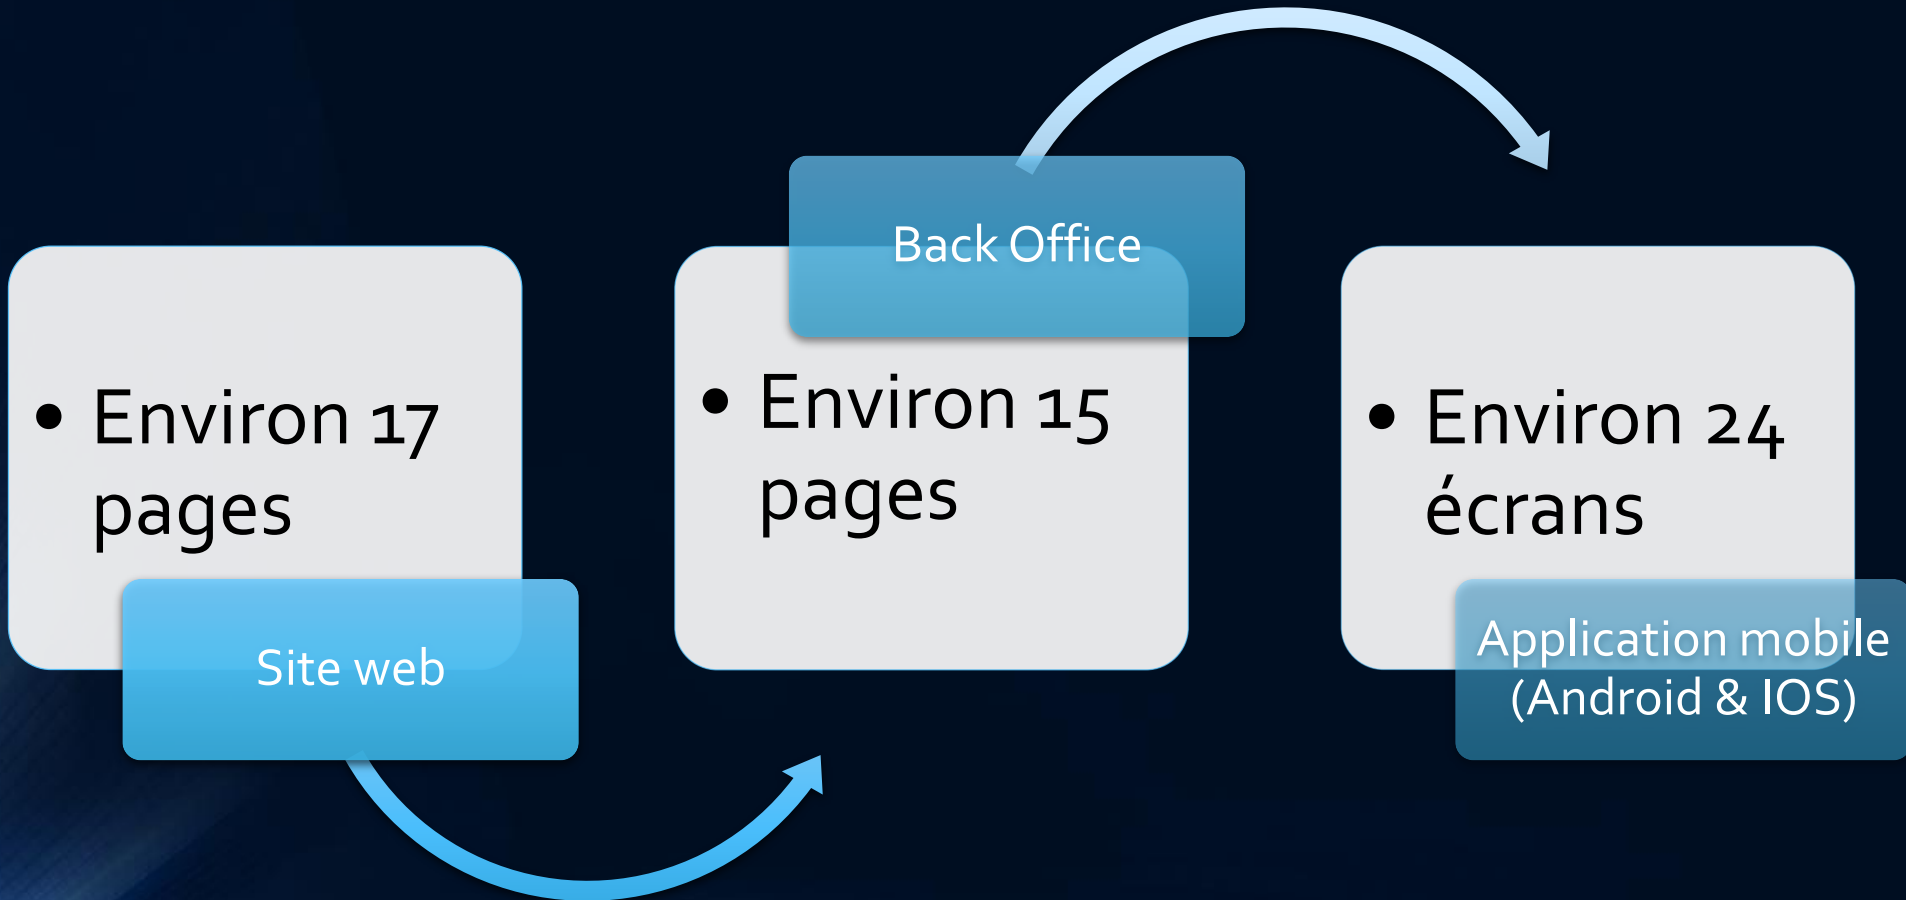 • Environ 17
pages
Site web
Back Office
• Environ 15
pages
• Environ 24
écrans
Application mobile
(Android & IOS)